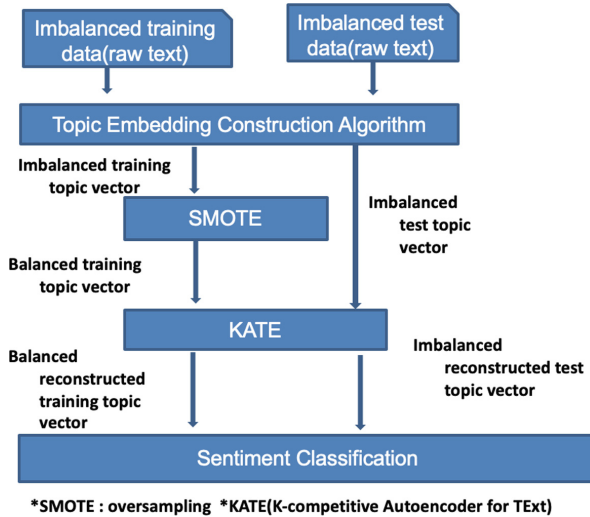 Imbalanced training
data(raw text)
Imbalanced test
data(raw text)
Topic Embedding Construction Algorithm
Imbalanced training
topic vector
SMOTE
Imbalanced
test topic
vector
Balanced training
topic vector
KATE
Balanced
reconstructed
training topic
vector
Imbalanced
reconstructed test
topic vector
Sentiment Classification
*SMOTE : oversampling *KATE(K-competitive Autoencoder for TExt)